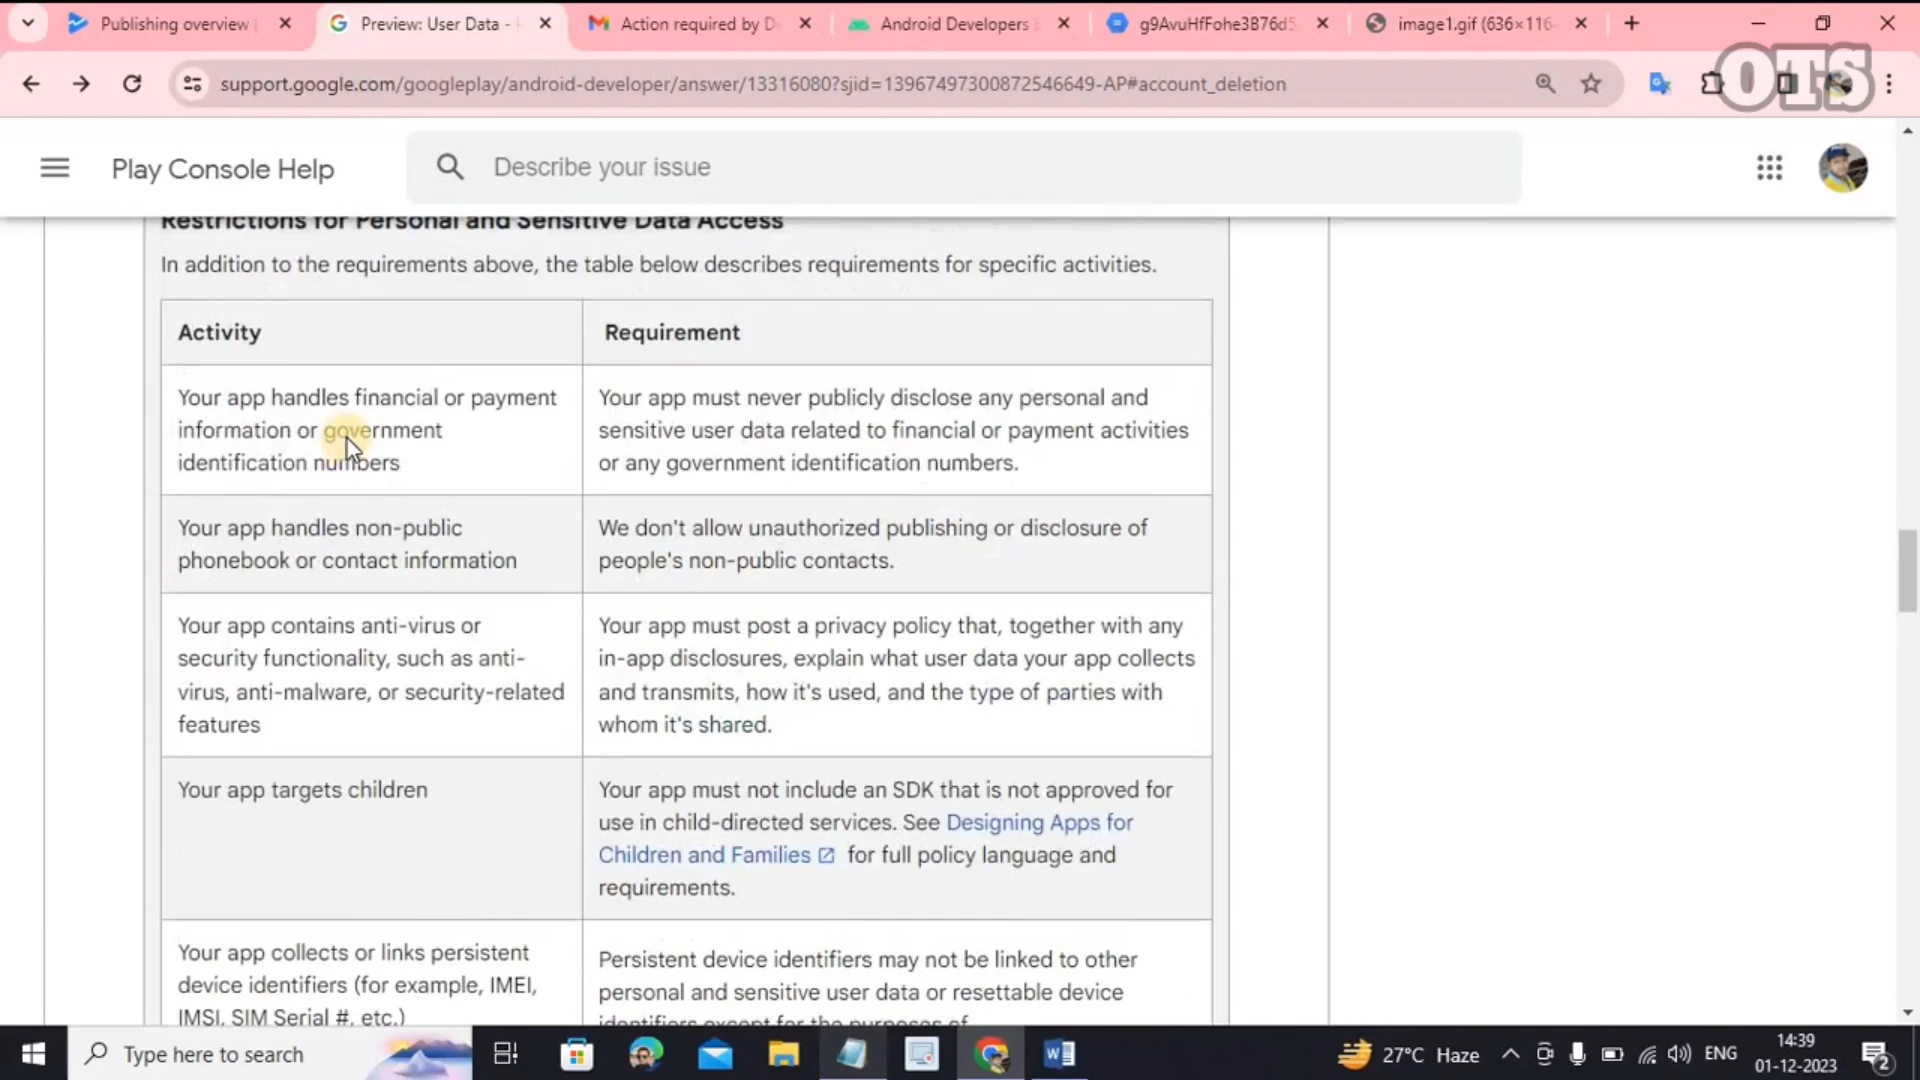 Publishing overview
Preview: User Data -
Action required by D
Android Developers
g9AvuHfFohe3B76d5
image1.gif (636×116
support.google.com/googleplay/android-developer/answer/13316080?sjid=13967497300872546649-AP#account_deletion
OTS
Play Console Help
Describe your issue
Restrictions for Personal and Sensitive Data Access
In addition to the requirements above, the table below describes requirements for specific activities.
Activity
Requirement
Your app handles financial or payment
information or government
identification numbers
Your app must never publicly disclose any personal and
sensitive user data related to financial or payment activities
or any government identification numbers.
Your app handles non-public
phonebook or contact information
We don't allow unauthorized publishing or disclosure of
people's non-public contacts.
Your app contains anti-virus or
security functionality, such as anti-
virus, anti-malware, or security-related
features
Your app must post a privacy policy that, together with any
in-app disclosures, explain what user data your app collects
and transmits, how it's used, and the type of parties with
whom it's shared.
Your app targets children
Your app must not include an SDK that is not approved for
use in child-directed services. See Designing Apps for
Children and Families for full policy language and
requirements.
Your app collects or links persistent
device identifiers (for example, IMEI,
IMSI, SIM Serial #, etc.)
Persistent device identifiers may not be linked to other
personal and sensitive user data or resettable device
identifiers except for the purposes of
Type here to search
27°C Haze
ENG
14:39
01-12-2023
2